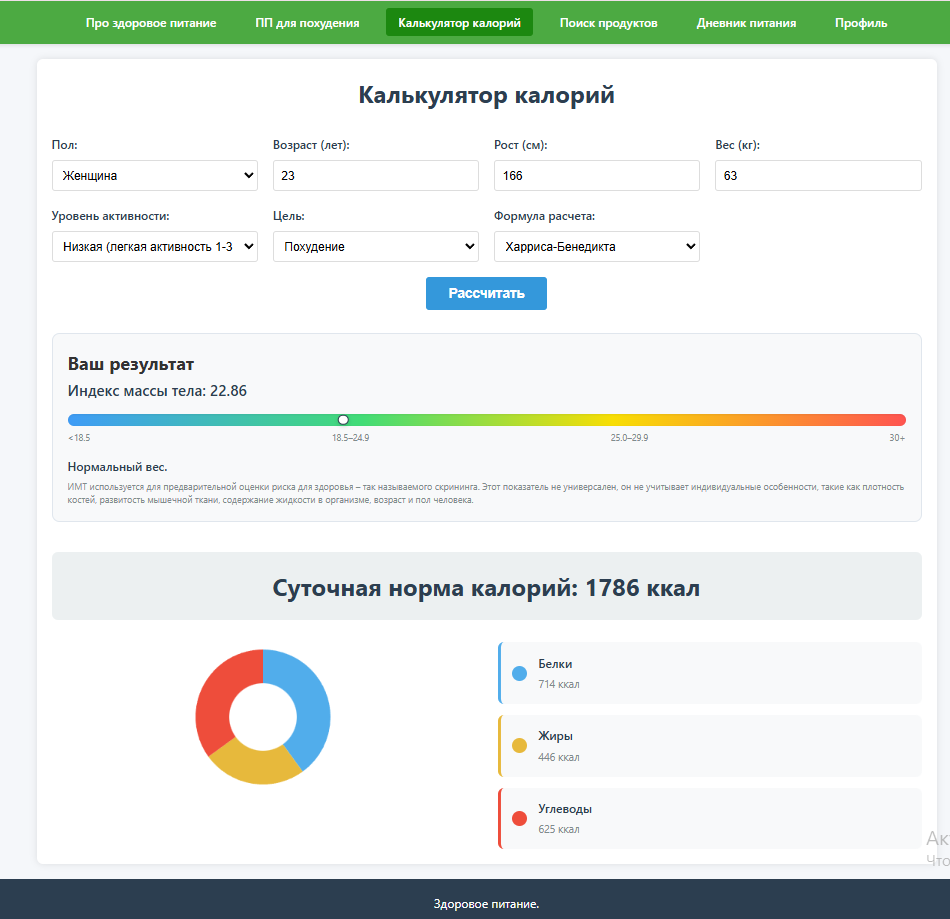 Про здоровое питание ПП для похудения Калькулятор калорий Поиск продуктов Дневник питания Профиль
Калькулятор калорий
Пол: Возраст (лет): Рост (см): Вес (кг):
Женщина 23 166 63
Уровень активности: Цель: Формула расчета:
Низкая (легкая активность 1-3 Похудение Харриса-Бенедикта
Рассчитать
Ваш результат
Индекс массы тела: 22.86
<18.5 18.5–24.9 25.0–29.9 30+
Нормальный вес.
ИМТ используется для предварительной оценки риска для здоровья – так называемого скрининга. Этот показатель не универсален, он не учитывает индивидуальные особенности, такие как плотность
костей, развитость мышечной ткани, содержание жидкости в организме, возраст и пол человека.
Суточная норма калорий: 1786 ккал
Белки
714 ккал
Жиры
446 ккал
Углеводы
625 ккал
Ак
Что
Здоровое питание.